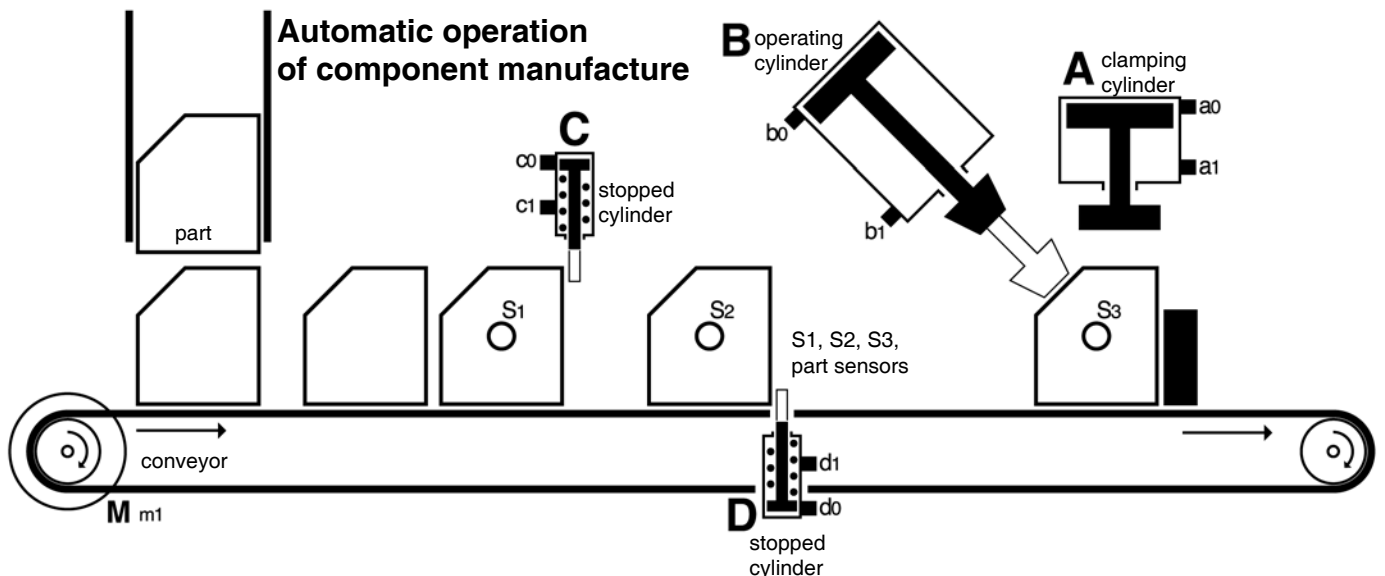 Automatic operation
of component manufacture
B operating
cylinder
A clamping
cylinder
a0
a1
b0
b1
C
c0
c1
stopped
cylinder
part
S1
S2
S3
S1, S2, S3,
part sensors
conveyor
M m1
D
d1
d0
stopped
cylinder